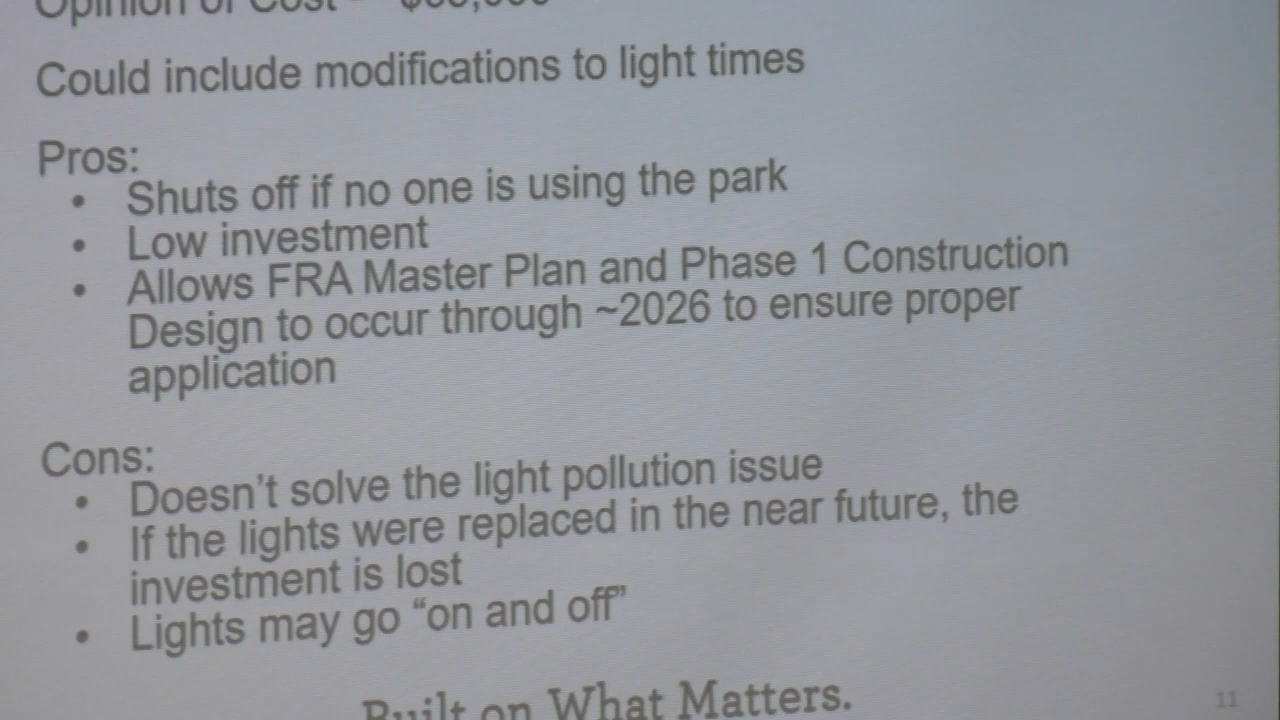 Opinion of Cost –
Could include modifications to light times
Pros:
• Shuts off if no one is using the park
• Low investment
• Allows FRA Master Plan and Phase 1 Construction
Design to occur through ~2026 to ensure proper
application
Cons:
• Doesn't solve the light pollution issue
• If the lights were replaced in the near future, the
investment is lost
• Lights may go “on and off”
Built on What Matters.
11